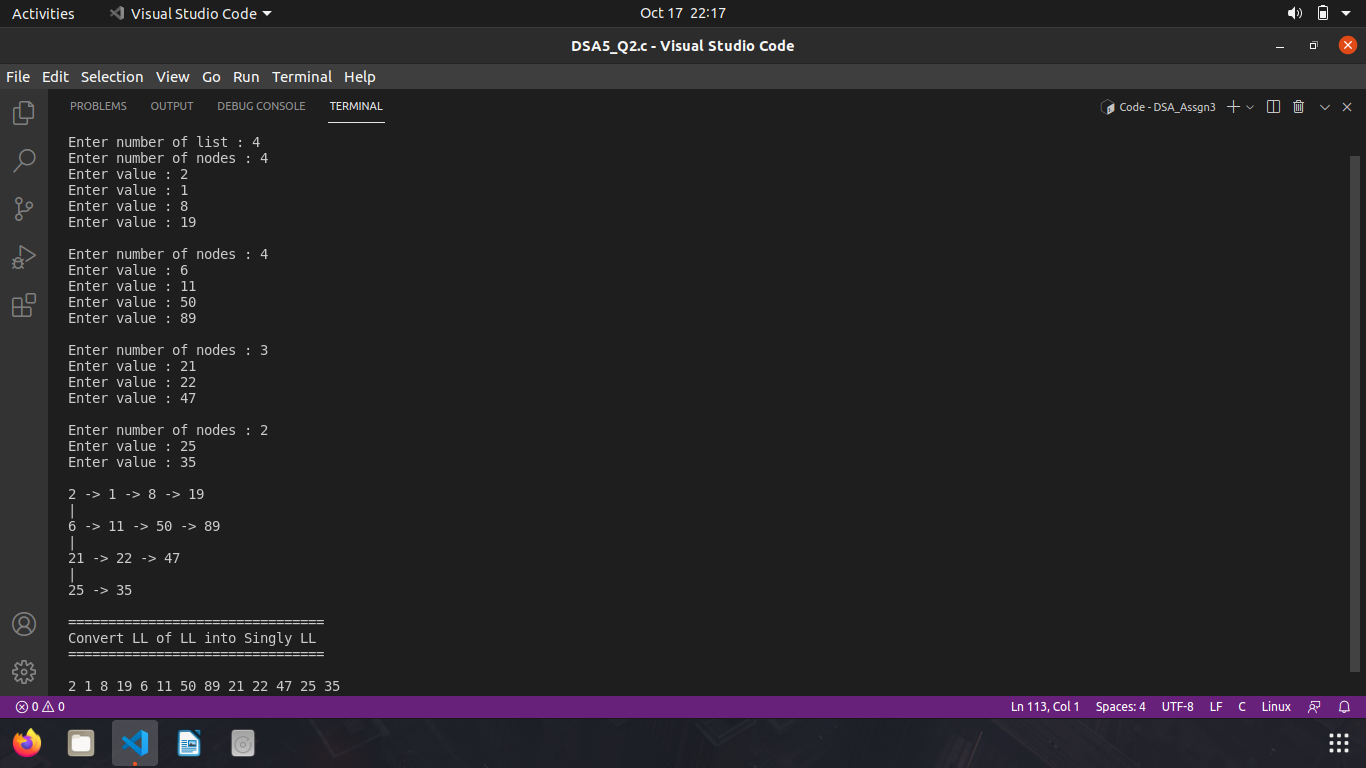 Activities Visual Studio Code Oct 17 22:17
DSA5_Q2.c - Visual Studio Code
File Edit Selection View Go Run Terminal Help
PROBLEMS OUTPUT DEBUG CONSOLE TERMINAL Code - DSA_Assgn3
Enter number of list : 4
Enter number of nodes : 4
Enter value : 2
Enter value : 1
Enter value : 8
Enter value : 19
Enter number of nodes : 4
Enter value : 6
Enter value : 11
Enter value : 50
Enter value : 89
Enter number of nodes : 3
Enter value : 21
Enter value : 22
Enter value : 47
Enter number of nodes : 2
Enter value : 25
Enter value : 35
2 -> 1 -> 8 -> 19
|
6 -> 11 -> 50 -> 89
|
21 -> 22 -> 47
|
25 -> 35
================================
Convert LL of LL into Singly LL
================================
2 1 8 19 6 11 50 89 21 22 47 25 35
0 0 Ln 113, Col 1 Spaces: 4 UTF-8 LF C Linux